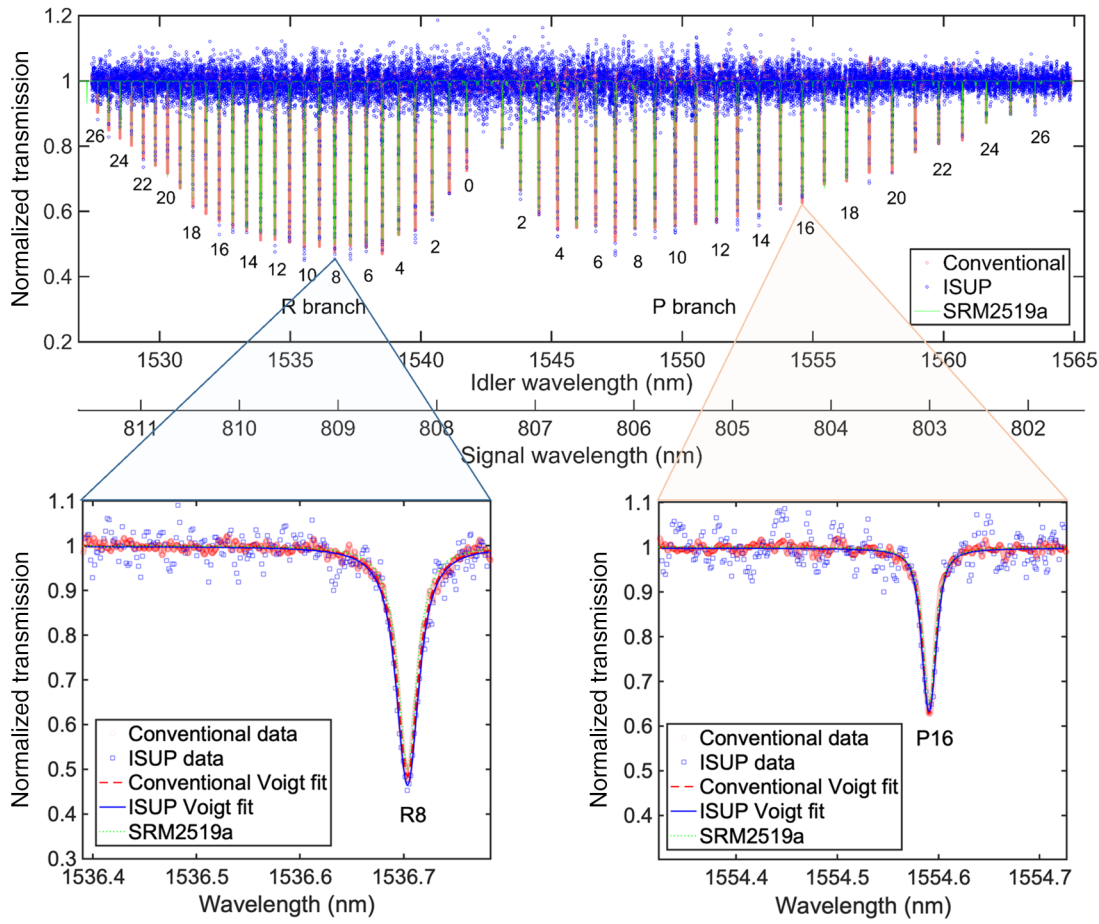 Normalized transmission
1.2
1
0.8
0.6
0.4
0.2
26
24
22
20
18
16
14
12
10
8
6
4
2
0
2
4
6
8
10
12
14
16
18
20
22
24
26
R branch
P branch
Conventional
ISUP
SRM2519a
1530 1535 1540 1545 1550 1555 1560 1565
Idler wavelength (nm)
811 810 809 808 807 806 805 804 803 802
Signal wavelength (nm)
Normalized transmission
1.1
1
0.9
0.8
0.7
0.6
0.5
0.4
0.3
Conventional data
ISUP data
Conventional Voigt fit
ISUP Voigt fit
SRM2519a
R8
1536.4 1536.5 1536.6 1536.7
Wavelength (nm)
Normalized transmission
1.1
1
0.9
0.8
0.7
0.6
0.5
0.4
Conventional data
ISUP data
Conventional Voigt fit
ISUP Voigt fit
SRM2519a
P16
1554.4 1554.5 1554.6 1554.7
Wavelength (nm)